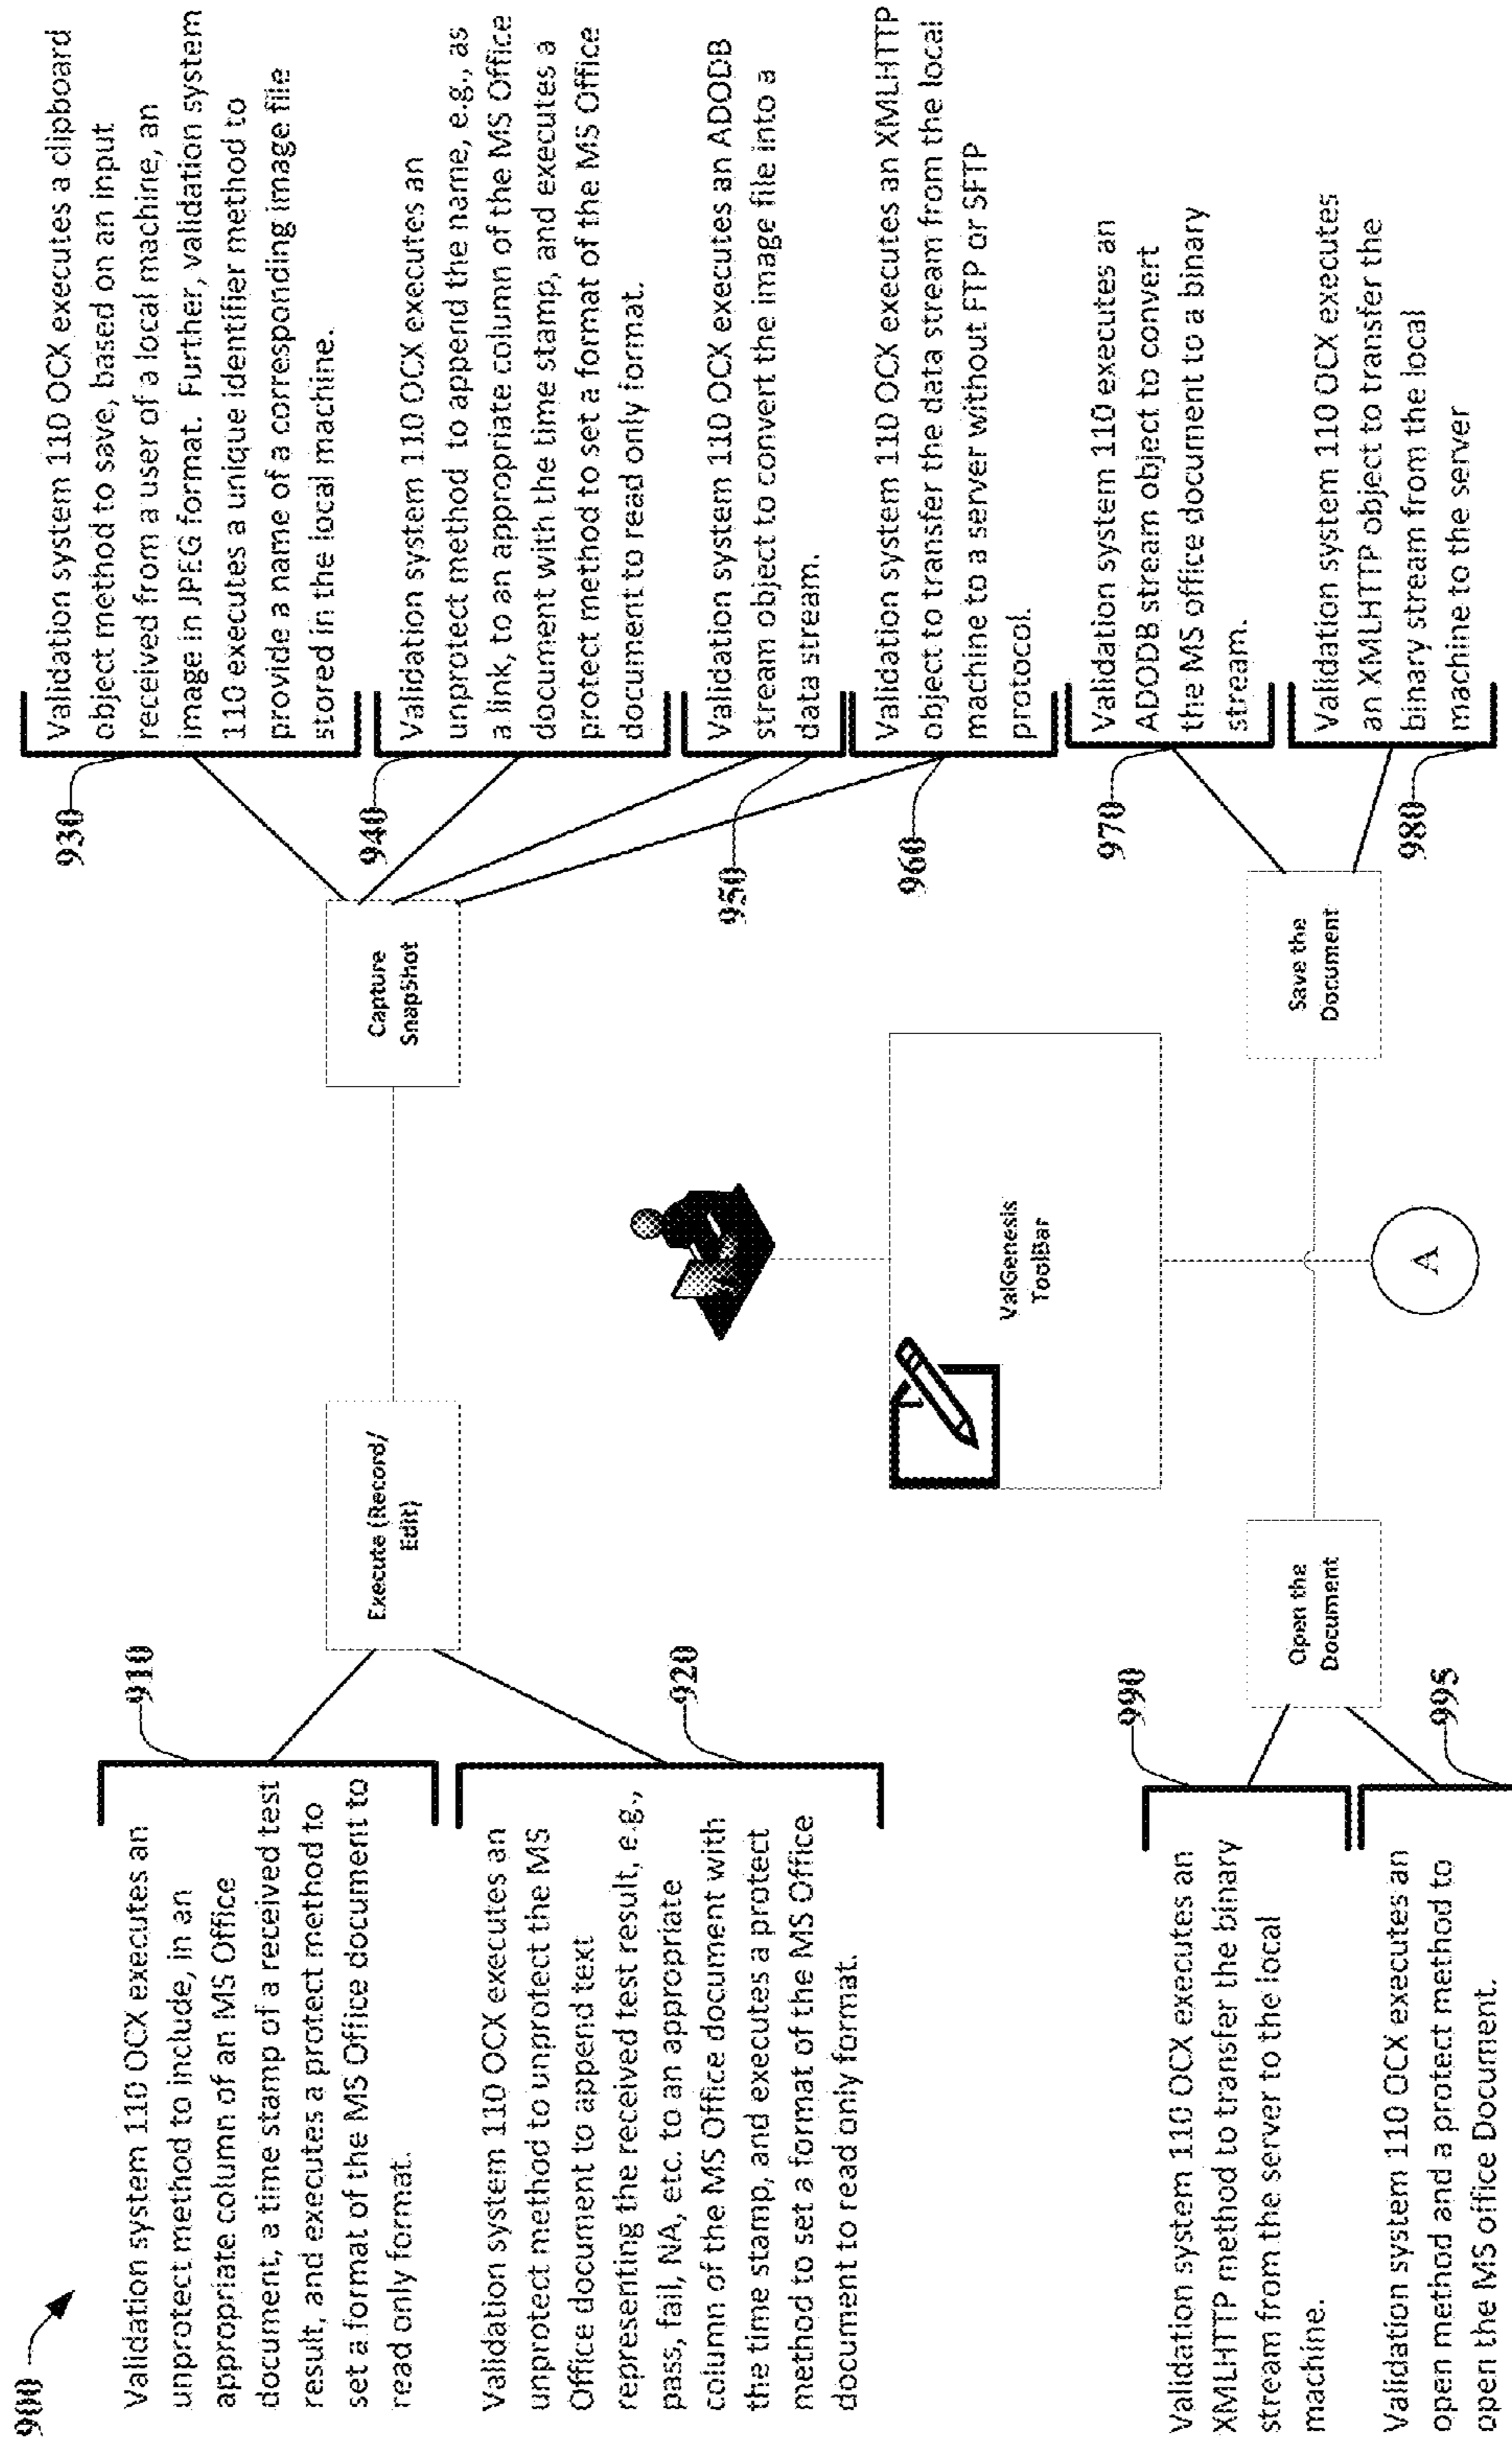 900
Validation system 110 OCX executes an
unprotect method to include, in an
appropriate column of an MS Office
document, a time stamp of a received test
result, and executes a protect method to
set a format of the MS Office document to
read only format.
910
Validation system 110 OCX executes an
unprotect method to unprotect the MS
Office document to append text
representing the received test result, e.g.,
pass, fail, NA, etc. to an appropriate
column of the MS Office document with
the time stamp, and executes a protect
method to set a format of the MS Office
document to read only format.
920
Execute (Record/
Edit)
Capture
SnapShot
930
Validation system 110 OCX executes a clipboard
object method to save, based on an input
received from a user of a local machine, an
image in JPEG format. Further, validation system
110 executes a unique identifier method to
provide a name of a corresponding image file
stored in the local machine.
940
Validation system 110 OCX executes an
unprotect method to append the name, e.g., as
a link, to an appropriate column of the MS Office
document with the time stamp, and executes a
protect method to set a format of the MS Office
document to read only format.
950
Validation system 110 OCX executes an ADODB
stream object to convert the image file into a
data stream.
960
Validation system 110 OCX executes an XMLHTTP
object to transfer the data stream from the local
machine to a server without FTP or SFTP
protocol.
ValGenesis
ToolBar
990
Validation system 110 OCX executes an
XMLHTTP method to transfer the binary
stream from the server to the local
machine.
995
Validation system 110 OCX executes an
open method and a protect method to
open the MS office Document.
Open the
Document
A
Save the
Document
970
Validation system 110 executes an
ADODB stream object to convert
the MS office document to a binary
stream.
980
Validation system 110 OCX executes
an XMLHTTP object to transfer the
binary stream from the local
machine to the server